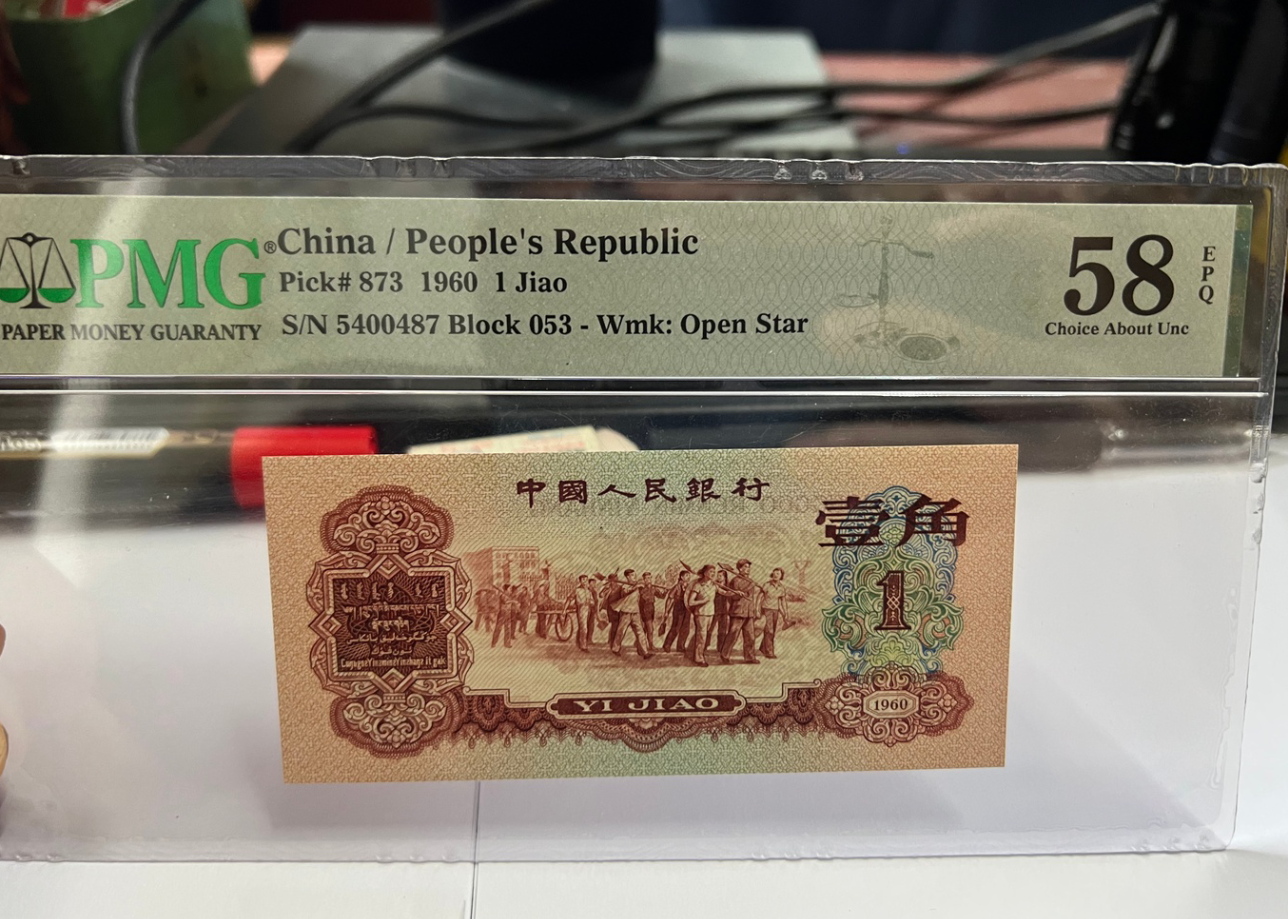 PMG®
PAPER MONEY GUARANTY
China / People's Republic
Pick# 873 1960 1 Jiao
S/N 5400487 Block 053 - Wmk: Open Star
58
EPQ
Choice About Unc
中國人民銀行
壹角
1
YI JIAO
1960